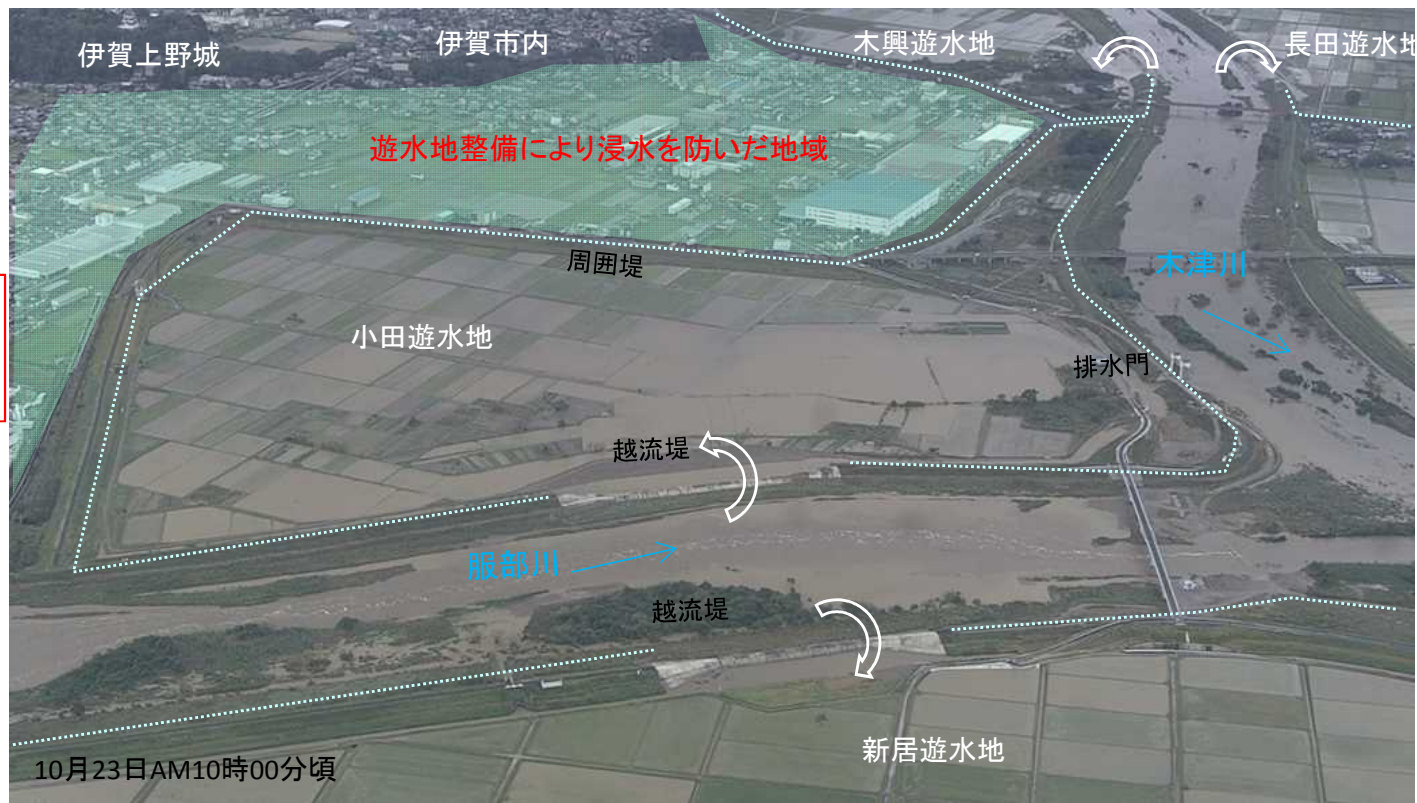 伊賀上野城
伊賀市内
木興遊水地
長田遊水地
遊水地整備により浸水を防いだ地域
周囲堤
木津川
小田遊水地
排水門
越流堤
服部川
越流堤
新居遊水地
10月23日AM10時00分頃